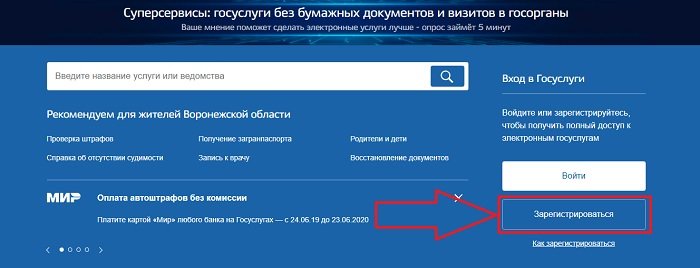 Суперсервисы: госуслуги без бумажных документов и визитов в госорганы
Ваше мнение поможет сделать электронные услуги лучше - опрос займёт 5 минут
Введите название услуги или ведомства
Рекомендуем для жителей Воронежской области
Проверка штрафов
Получение загранпаспорта
Родители и дети
Справка об отсутствии судимости
Запись к врачу
Восстановление документов
МИР
Оплата автоштрафов без комиссии
Платите картой «Мир» любого банка на Госуслугах — с 24.06.19 до 23.06.2020
Вход в Госуслуги
Войдите или зарегистрируйтесь,
чтобы получить полный доступ к
электронным госуслугам
Войти
Зарегистрироваться
Как зарегистрироваться